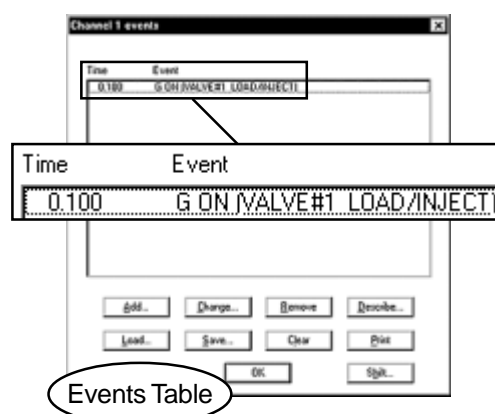 Channel 1 events
Time Event
0.100 G ON (VALVE#1 LOAD/INJECT)
Time Event
0.100 G ON (VALVE#1 LOAD/INJECT)
Add... Change... Remove Describe...
Load... Save... Clear Print
OK Shift...
Events Table